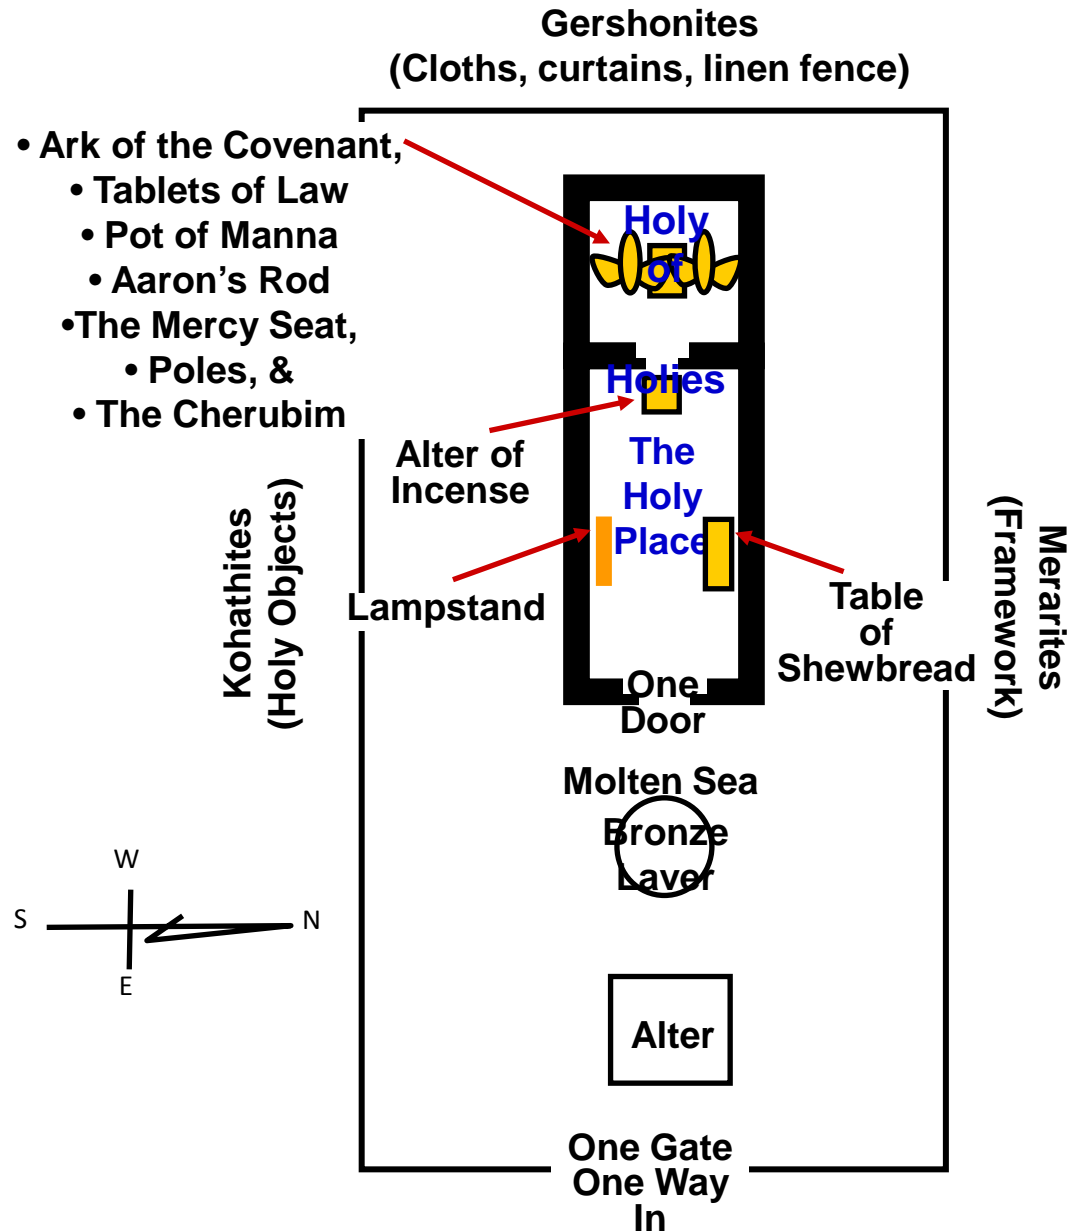 Gershonites
(Cloths, curtains, linen fence)
• Ark of the Covenant,
• Tablets of Law
• Pot of Manna
• Aaron's Rod
•The Mercy Seat,
• Poles, &
• The Cherubim
Holy
of
Holies
Alter of
Incense
The
Holy
Place
Kohathites
(Holy Objects)
Merarites
(Framework)
Lampstand
Table
of
Shewbread
One
Door
Molten Sea
Bronze
Laver
W
S
N
E
Alter
One Gate
One Way
In